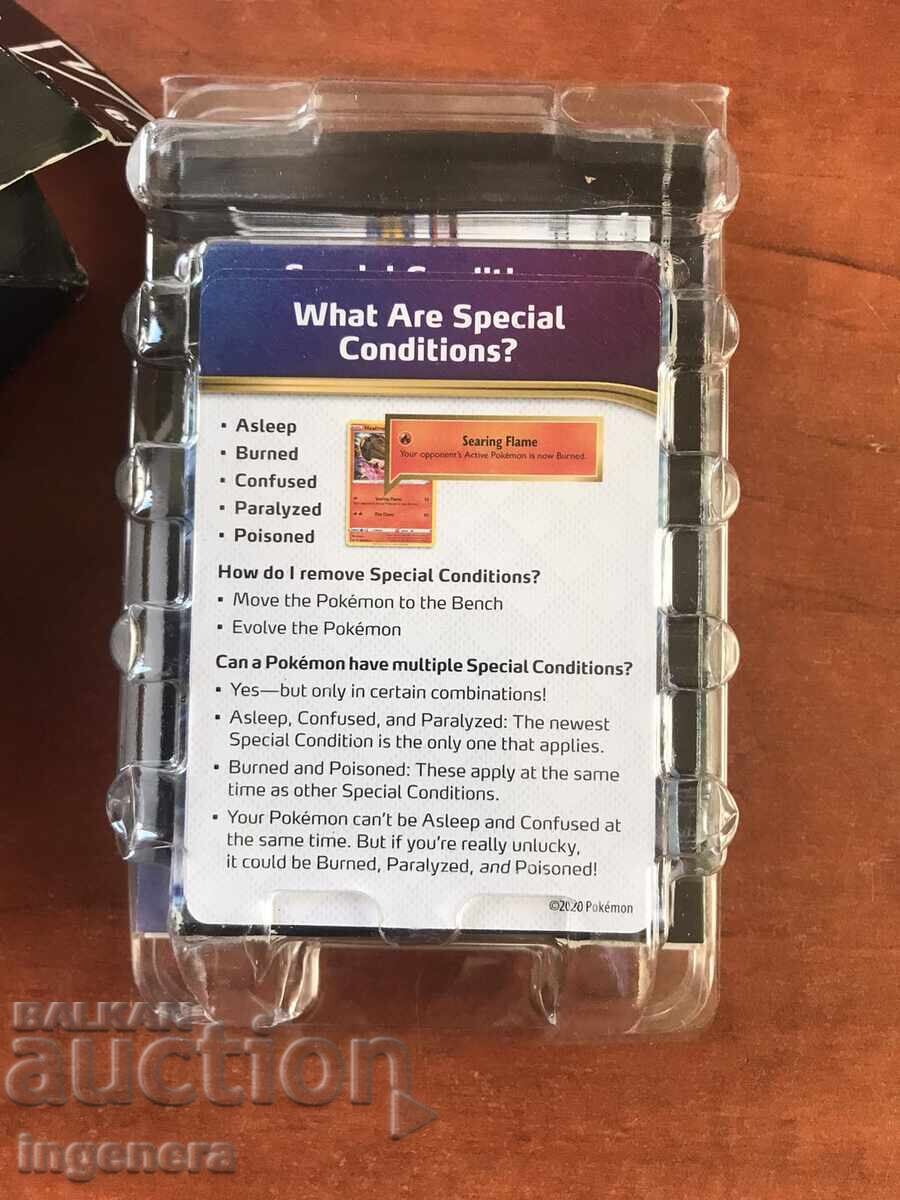 What Are Special
Conditions?
Asleep
Burned
Confused
Paralyzed
Poisoned
Searing Flame
Your opponent's Active Pokémon is now Burned.
Searing Flame
How do I remove Special Conditions?
Move the Pokémon to the Bench
Evolve the Pokémon
Can a Pokémon have multiple Special Conditions?
Yes—but only in certain combinations!
Asleep, Confused, and Paralyzed: The newest
Special Condition is the only one that applies.
Burned and Poisoned: These apply at the same
time as other Special Conditions.
Your Pokémon can't be Asleep and Confused at
the same time. But if you're really unlucky,
it could be Burned, Paralyzed, and Poisoned!
©2020 Pokémon
BALKAN
auction
ingenera